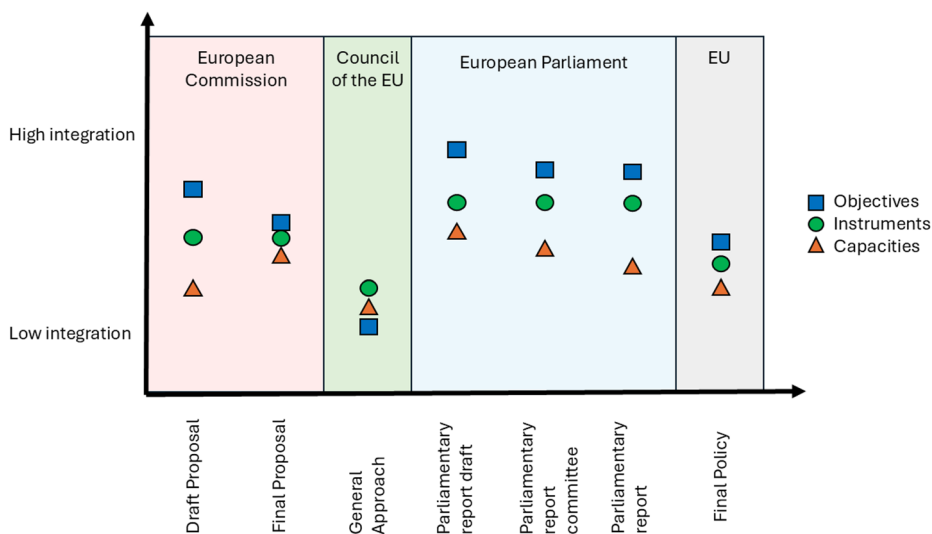 European
Commission
Council
of the EU
European Parliament
EU
High integration
Low integration
Objectives
Instruments
Capacities
Draft Proposal
Final Proposal
General
Approach
Parliamentary
report draft
Parliamentary
report
committee
Parliamentary
report
Final Policy